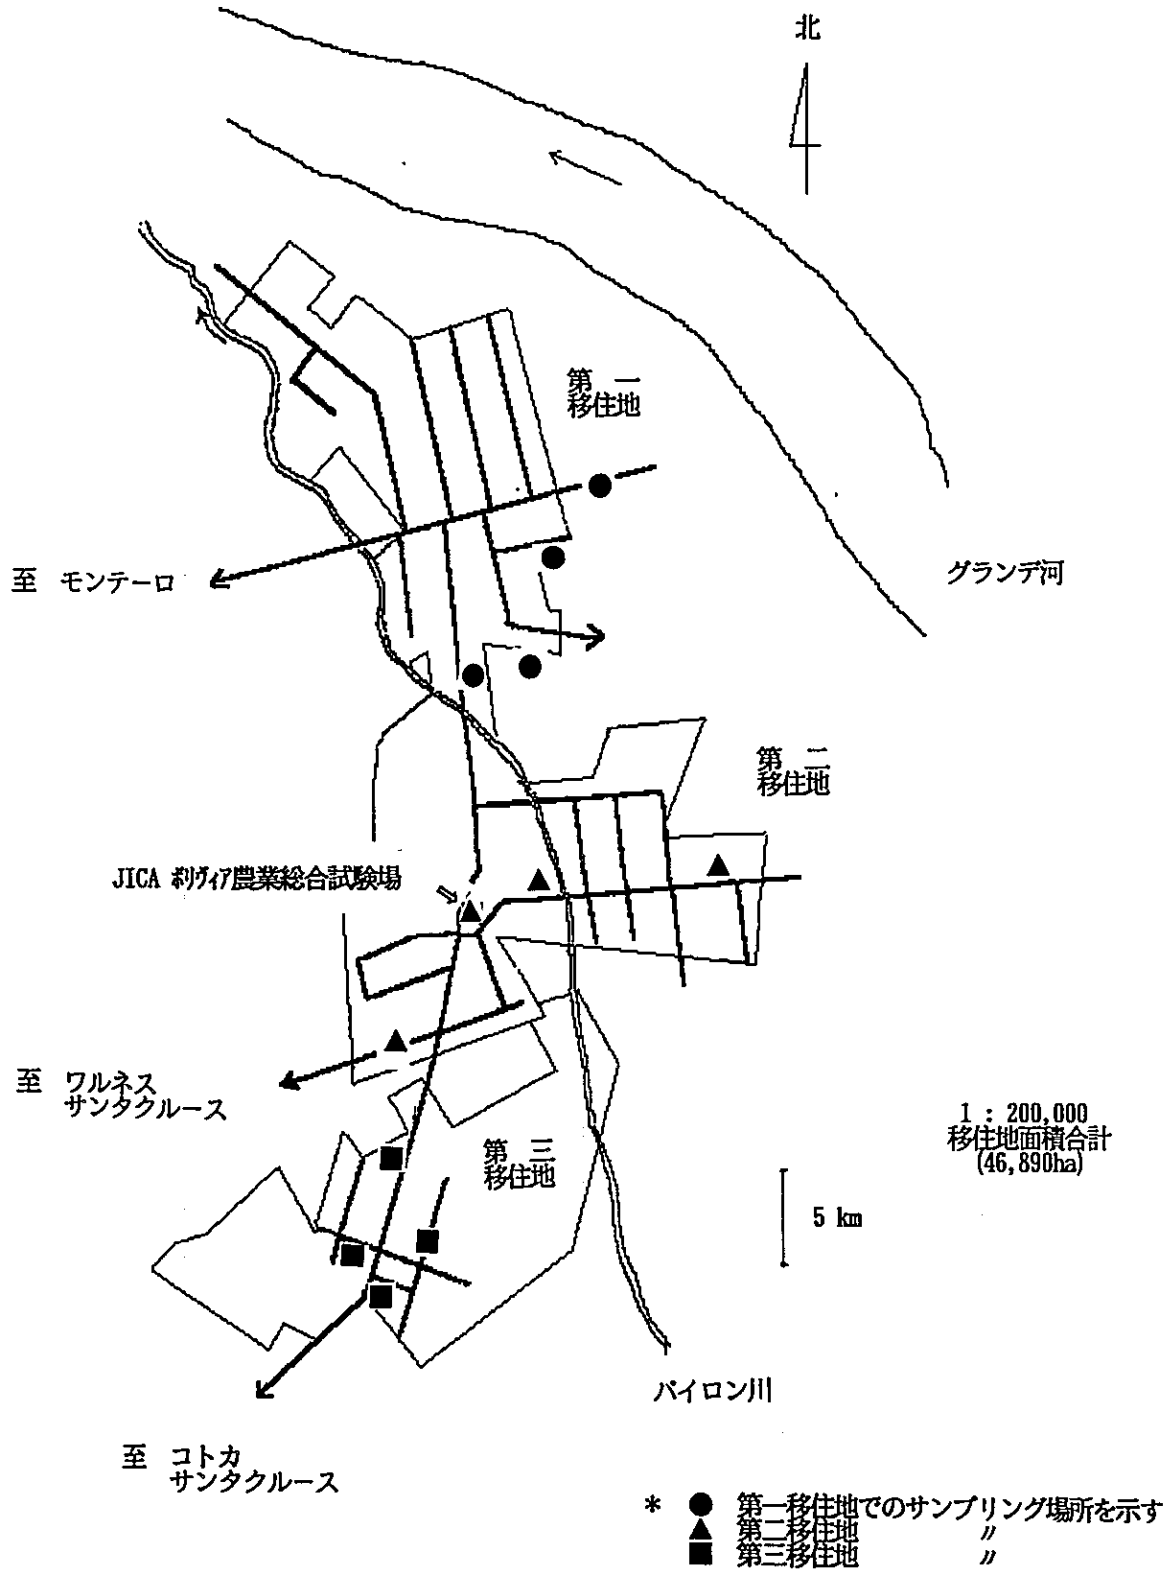 北
第 一
移住地
グランデ河
至 モンテーロ
第 二
移住地
JICA ボリヴィア農業総合試験場
至 ワルネス
サンタクルース
1 : 200,000
移住地面積合計
(46,890ha)
第 三
移住地
5 km
パイロン川
至 コトカ
サンタクルース
* ● 第一移住地でのサンプリング場所を示す
▲ 第二移住地 〃
■ 第三移住地 〃